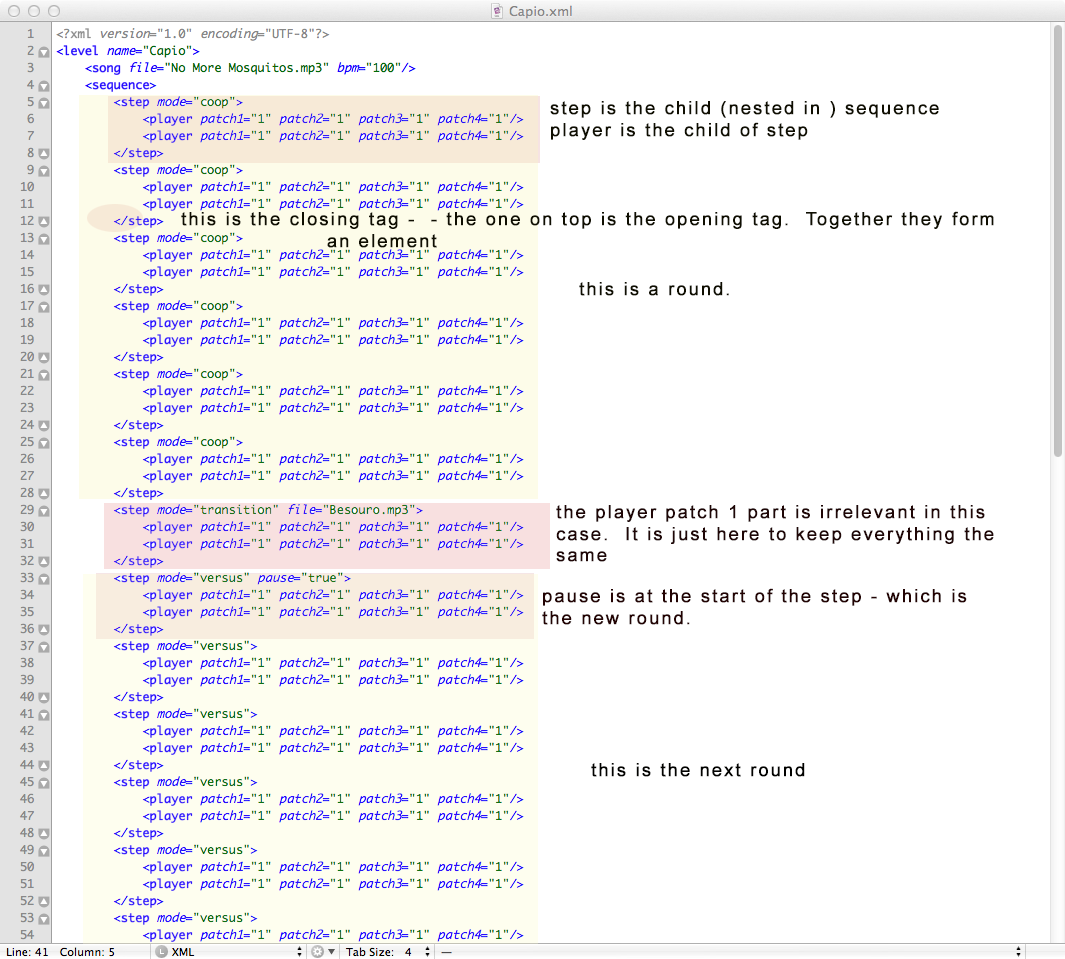 Capio.xml
1 <?xml version="1.0" encoding="UTF-8"?>
2 <level name="Capio">
3 <song file="No More Mosquitos.mp3" bpm="100"/>
4 <sequence>
5 <step mode="coop">
6 <player patch1="1" patch2="1" patch3="1" patch4="1"/>
7 <player patch1="1" patch2="1" patch3="1" patch4="1"/>
8 </step>
step is the child (nested in ) sequence
player is the child of step
9 <step mode="coop">
10 <player patch1="1" patch2="1" patch3="1" patch4="1"/>
11 <player patch1="1" patch2="1" patch3="1" patch4="1"/>
12 </step>
this is the closing tag - - the one on top is the opening tag. Together they form
an element
13 <step mode="coop">
14 <player patch1="1" patch2="1" patch3="1" patch4="1"/>
15 <player patch1="1" patch2="1" patch3="1" patch4="1"/>
16 </step>
this is a round.
17 <step mode="coop">
18 <player patch1="1" patch2="1" patch3="1" patch4="1"/>
19 <player patch1="1" patch2="1" patch3="1" patch4="1"/>
20 </step>
21 <step mode="coop">
22 <player patch1="1" patch2="1" patch3="1" patch4="1"/>
23 <player patch1="1" patch2="1" patch3="1" patch4="1"/>
24 </step>
25 <step mode="coop">
26 <player patch1="1" patch2="1" patch3="1" patch4="1"/>
27 <player patch1="1" patch2="1" patch3="1" patch4="1"/>
28 </step>
29 <step mode="transition" file="Besouro.mp3">
30 <player patch1="1" patch2="1" patch3="1" patch4="1"/>
31 <player patch1="1" patch2="1" patch3="1" patch4="1"/>
32 </step>
the player patch 1 part is irrelevant in this
case. It is just here to keep everything the
same
33 <step mode="versus" pause="true">
34 <player patch1="1" patch2="1" patch3="1" patch4="1"/>
35 <player patch1="1" patch2="1" patch3="1" patch4="1"/>
36 </step>
pause is at the start of the step - which is
the new round.
37 <step mode="versus">
38 <player patch1="1" patch2="1" patch3="1" patch4="1"/>
39 <player patch1="1" patch2="1" patch3="1" patch4="1"/>
40 </step>
41 <step mode="versus">
42 <player patch1="1" patch2="1" patch3="1" patch4="1"/>
43 <player patch1="1" patch2="1" patch3="1" patch4="1"/>
44 </step>
this is the next round
45 <step mode="versus">
46 <player patch1="1" patch2="1" patch3="1" patch4="1"/>
47 <player patch1="1" patch2="1" patch3="1" patch4="1"/>
48 </step>
49 <step mode="versus">
50 <player patch1="1" patch2="1" patch3="1" patch4="1"/>
51 <player patch1="1" patch2="1" patch3="1" patch4="1"/>
52 </step>
53 <step mode="versus">
54 <player patch1="1" patch2="1" patch3="1" patch4="1"/>
Line: 41 Column: 5 L XML Tab Size: 4 —